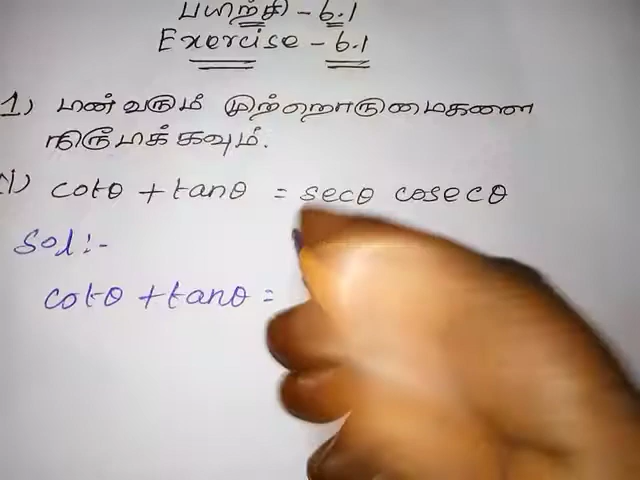 பயிற்சி - 6.1
Exercise - 6.1
1) பின் வரும் முற்றொருமைகளை
நிரூபிக்கவும்.
i) cotθ + tanθ = secθ cosecθ
Sol:-
cotθ + tanθ =